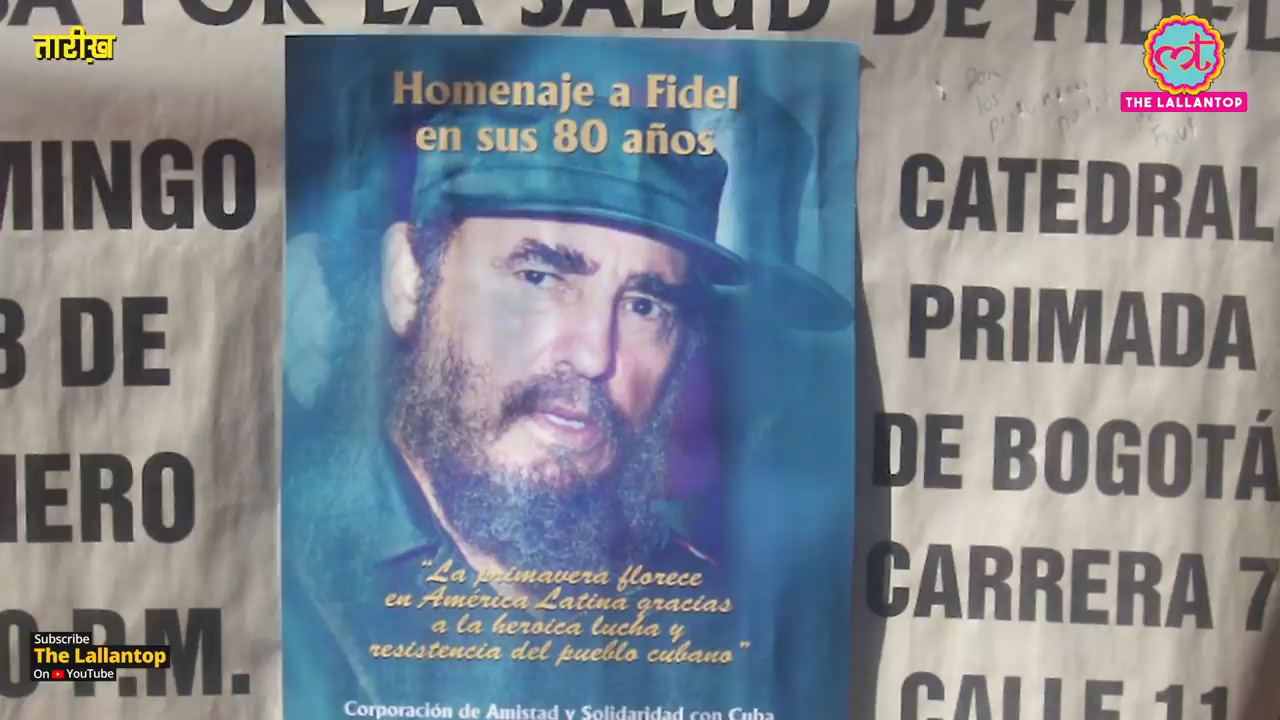 A POR LA SALUD DE FIDEL
तारीख़
THE LALLANTOP
Homenaje a Fidel
en sus 80 años
MINGO
DE
NERO
P.M.
CATEDRAL
PRIMADA
DE BOGOTÁ
CARRERA 7
CALLE 11
"La primavera florece
en América Latina gracias
a la heroica lucha y
resistencia del pueblo cubano"
Corporación de Amistad y Solidaridad con Cuba
Subscribe
The Lallantop
On YouTube